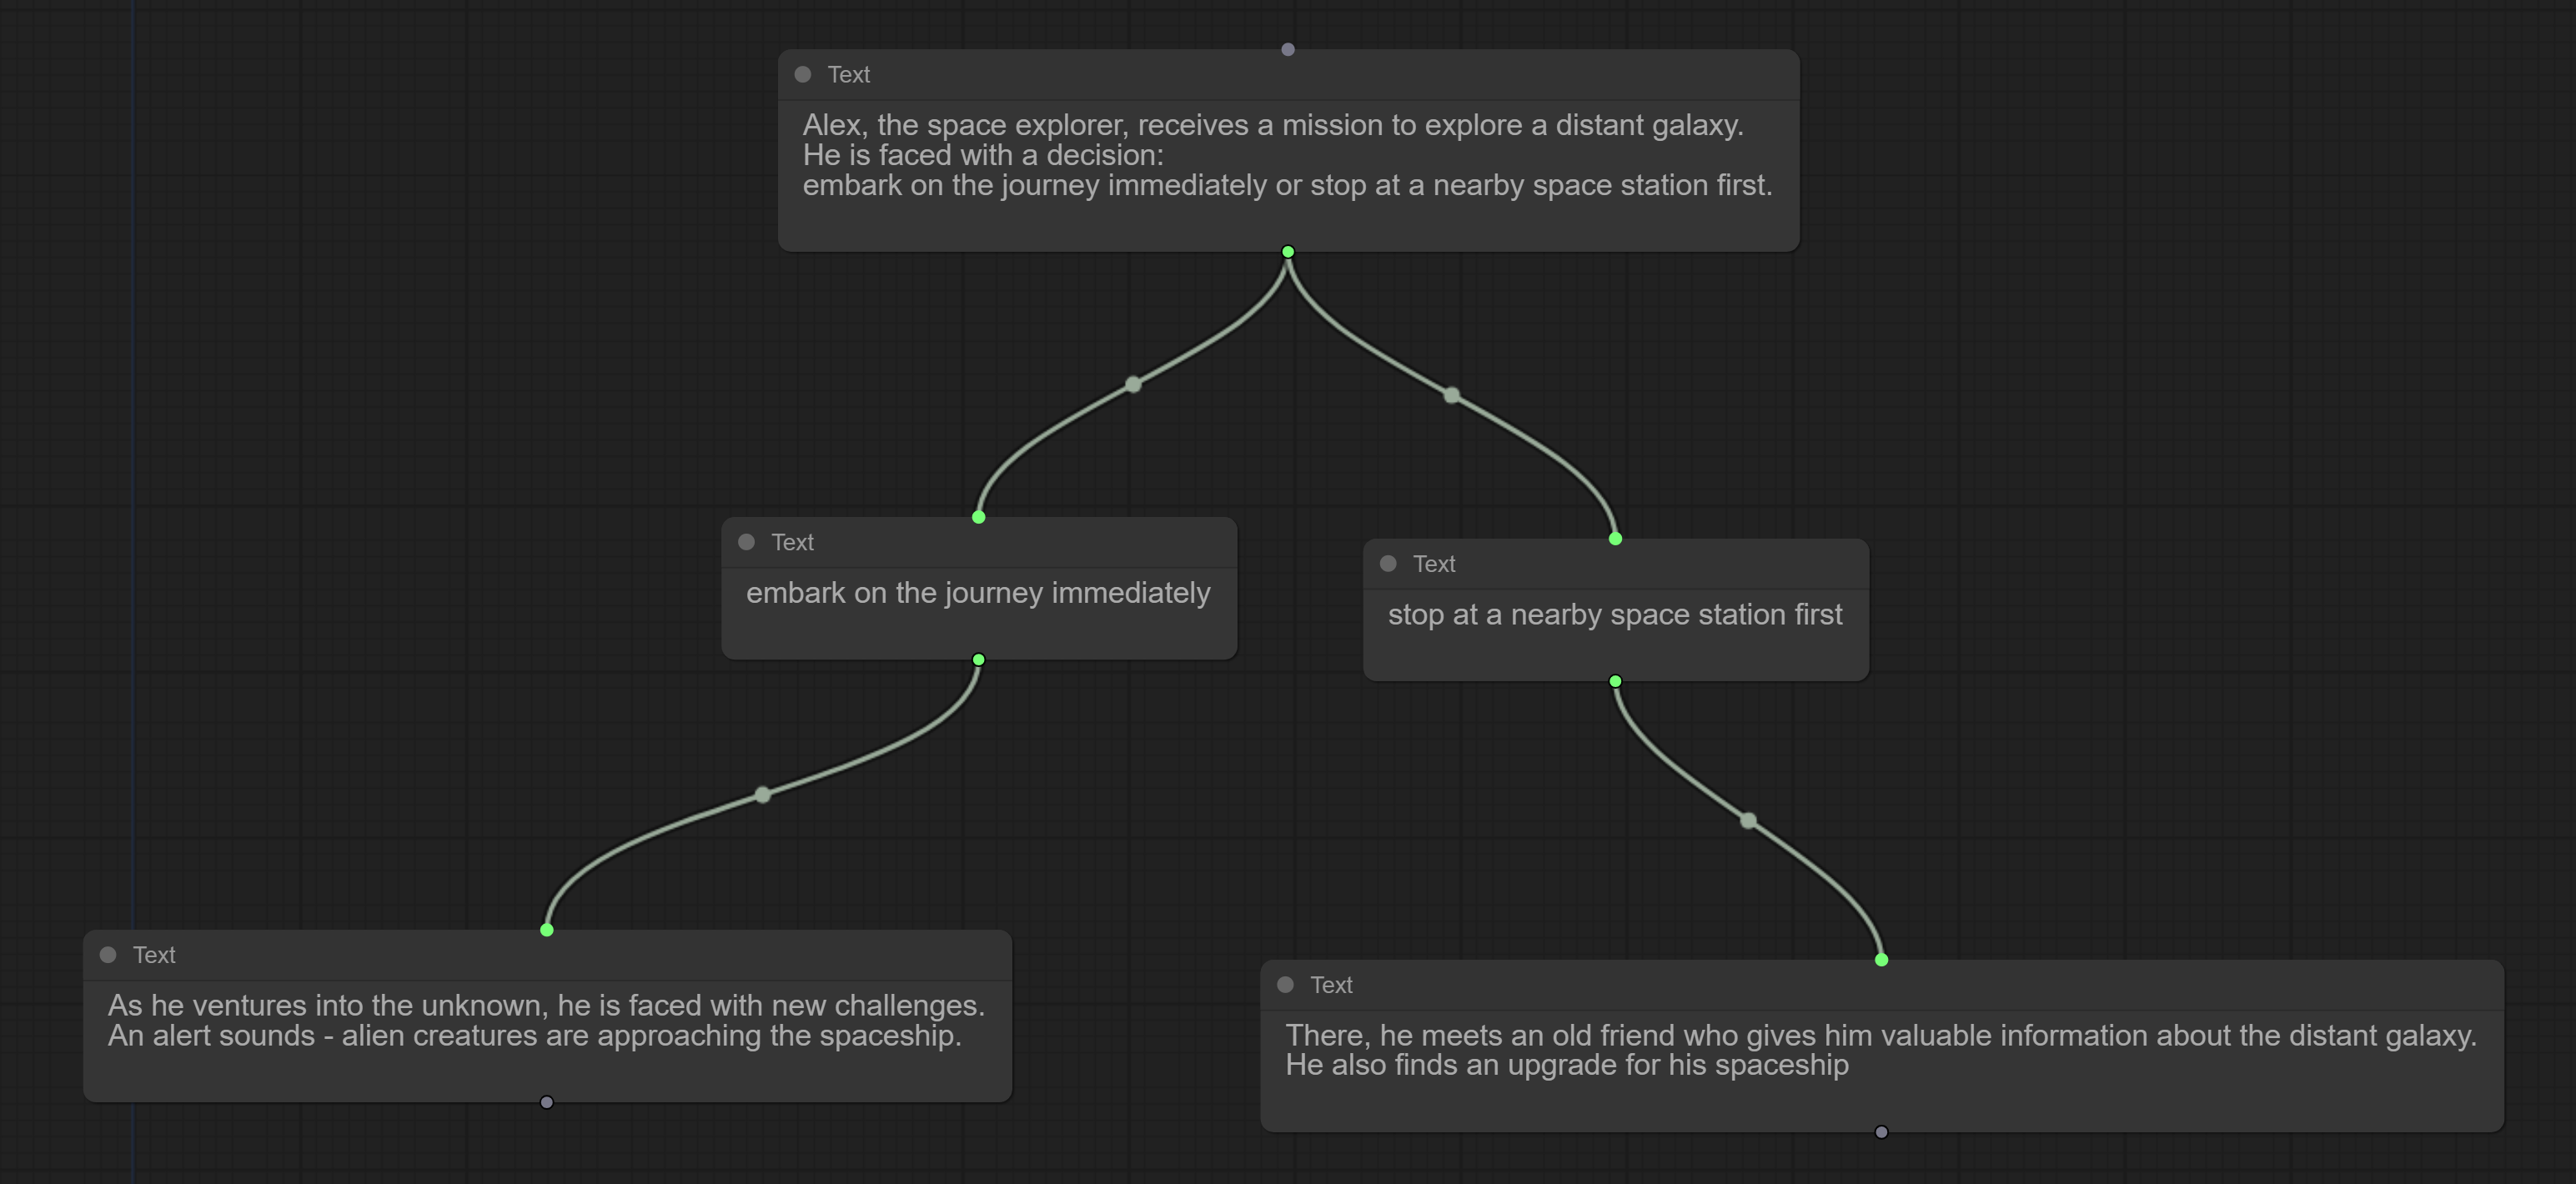 Text
Alex, the space explorer, receives a mission to explore a distant galaxy.
He is faced with a decision:
embark on the journey immediately or stop at a nearby space station first.
Text
embark on the journey immediately
Text
stop at a nearby space station first
Text
As he ventures into the unknown, he is faced with new challenges.
An alert sounds - alien creatures are approaching the spaceship.
Text
There, he meets an old friend who gives him valuable information about the distant galaxy.
He also finds an upgrade for his spaceship